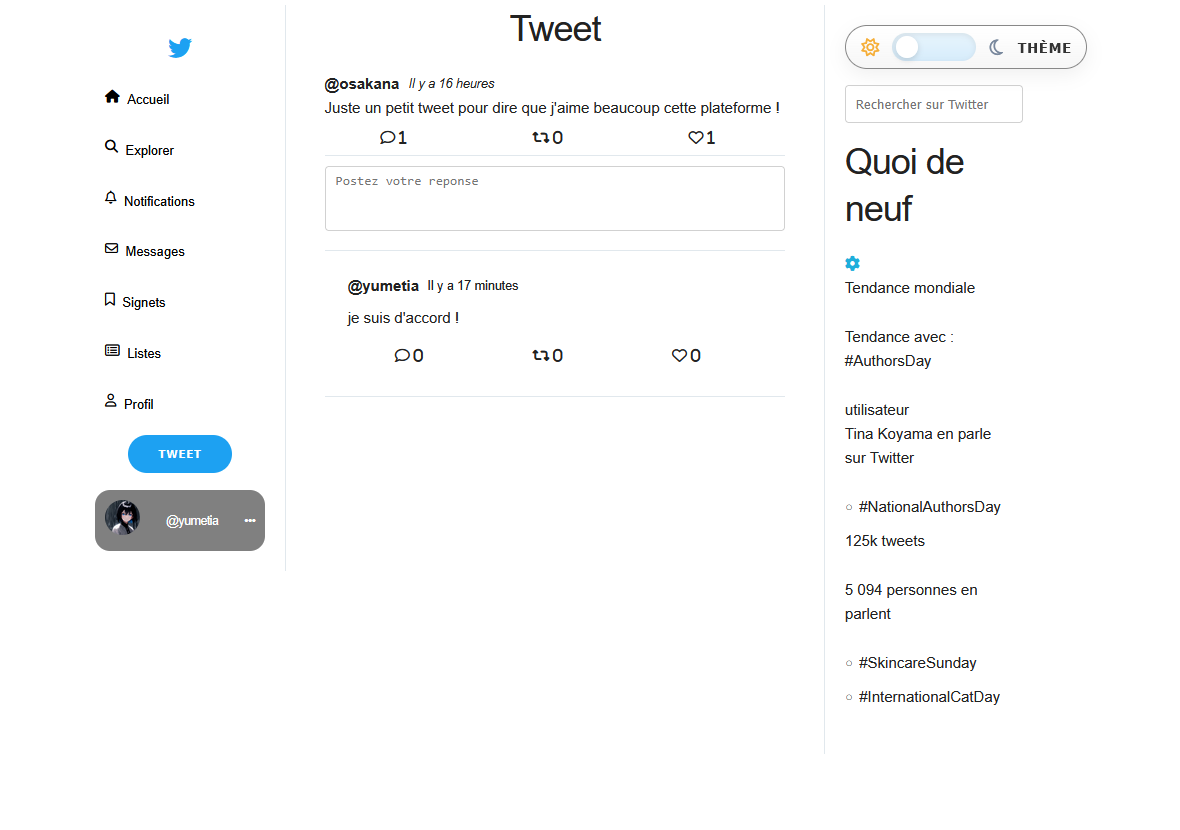 Accueil
Explorer
Notifications
Messages
Signets
Listes
Profil
TWEET
@yumetia
Tweet
@osakana Il y a 16 heures
Juste un petit tweet pour dire que j'aime beaucoup cette plateforme !
1 0 1
Postez votre reponse
@yumetia Il y a 17 minutes
je suis d'accord !
0 0 0
THÈME
Rechercher sur Twitter
Quoi de
neuf
Tendance mondiale
Tendance avec :
#AuthorsDay
utilisateur
Tina Koyama en parle
sur Twitter
#NationalAuthorsDay
125k tweets
5 094 personnes en
parlent
#SkincareSunday
#InternationalCatDay